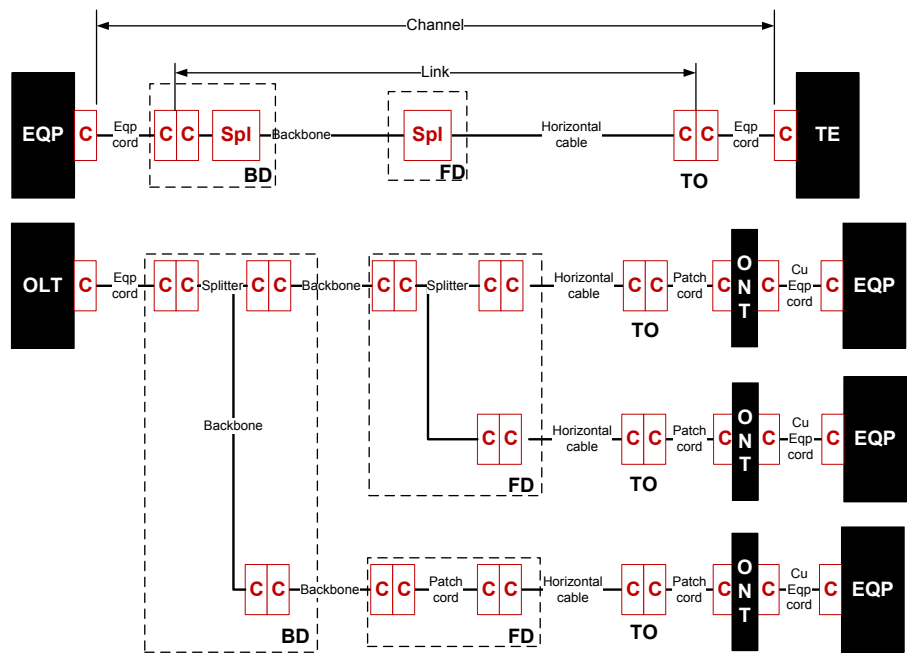 Channel
Link
EQP C Eqp cord C C Spl Backbone Spl Horizontal cable C C Eqp cord C TE
BD
FD
TO
OLT C Eqp cord C C Splitter C C Backbone C C Splitter C C Horizontal cable C C Patch cord C ONT C Cu Eqp cord C EQP
TO
Backbone
C C Horizontal cable C C Patch cord C ONT C Cu Eqp cord C EQP
FD
TO
C C Backbone C C Patch cord C C Horizontal cable C C Patch cord C ONT C Cu Eqp cord C EQP
BD
FD
TO